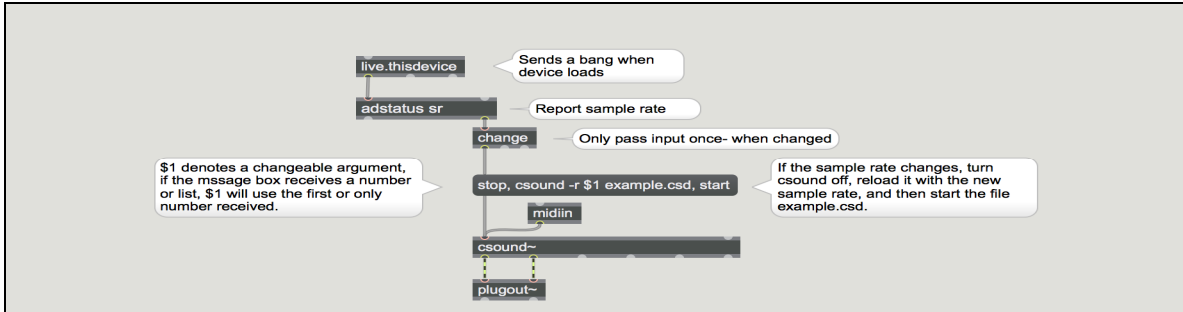 live.thisdevice
Sends a bang when
device loads
adstatus sr
Report sample rate
change
Only pass input once- when changed
$1 denotes a changeable argument,
if the mssage box receives a number
or list, $1 will use the first or only
number received.
stop, csound -r $1 example.csd, start
If the sample rate changes, turn
csound off, reload it with the new
sample rate, and then start the file
example.csd.
midiin
csound~
plugout~